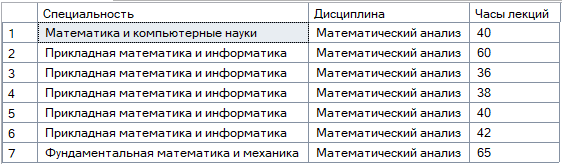 Специальность Дисциплина Часы лекций
1 Математика и компьютерные науки Математический анализ 40
2 Прикладная математика и информатика Математический анализ 60
3 Прикладная математика и информатика Математический анализ 36
4 Прикладная математика и информатика Математический анализ 38
5 Прикладная математика и информатика Математический анализ 40
6 Прикладная математика и информатика Математический анализ 42
7 Фундаментальная математика и механика Математический анализ 65